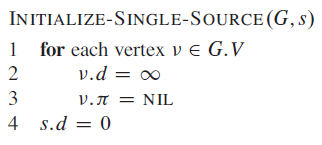 INITIALIZE-SINGLE-SOURCE(G, s)
1 for each vertex ν ∈ G.V
2 ν.d = ∞
3 ν.π = NIL
4 s.d = 0